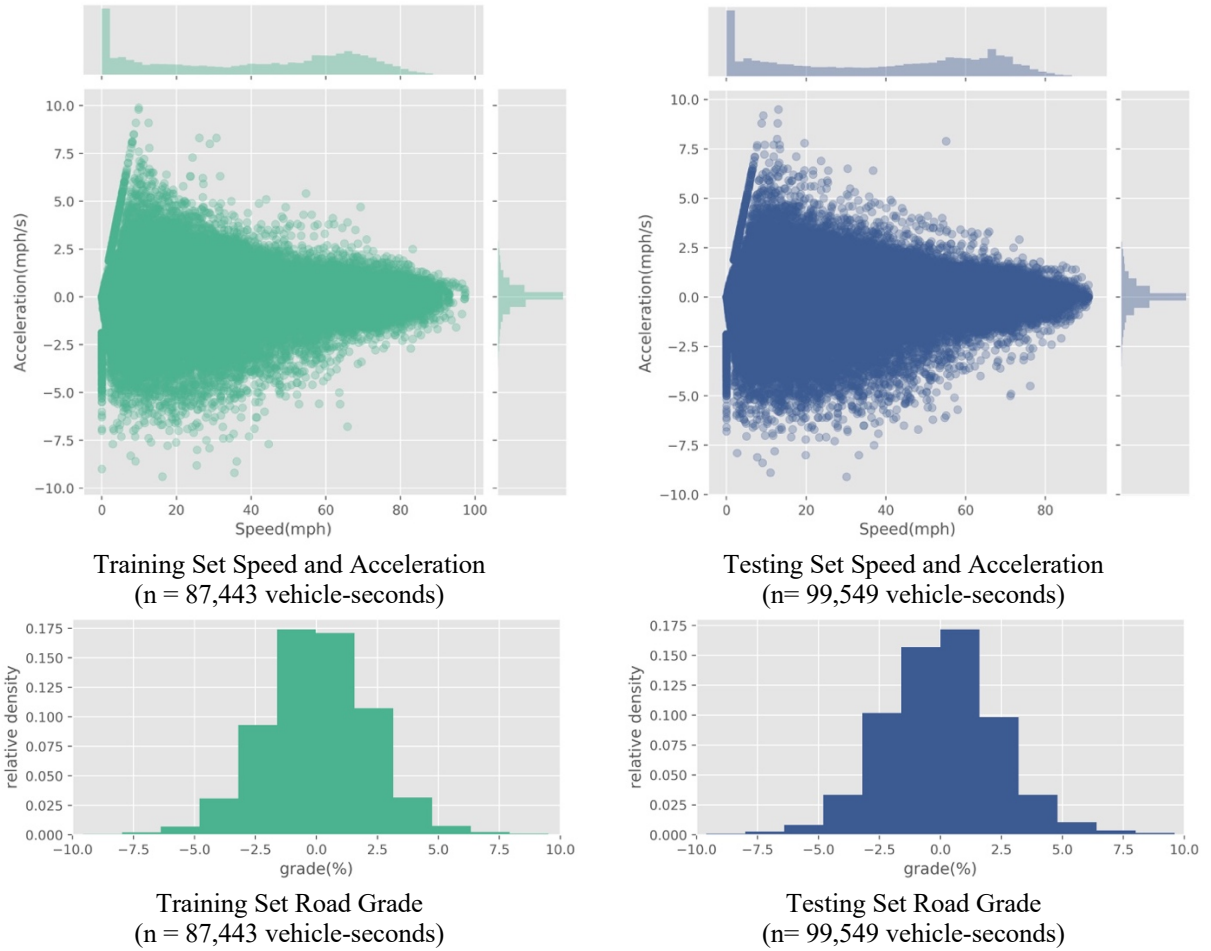 10.0
7.5
5.0
2.5
0.0
−2.5
−5.0
−7.5
−10.0
Acceleration(mph/s)
0 20 40 60 80 100
Speed(mph)
Training Set Speed and Acceleration
(n = 87,443 vehicle-seconds)
10.0
7.5
5.0
2.5
0.0
−2.5
−5.0
−7.5
−10.0
Acceleration(mph/s)
0 20 40 60 80
Speed(mph)
Testing Set Speed and Acceleration
(n= 99,549 vehicle-seconds)
0.175
0.150
0.125
0.100
0.075
0.050
0.025
0.000
relative density
−10.0 −7.5 −5.0 −2.5 0.0 2.5 5.0 7.5 10.0
grade(%)
Training Set Road Grade
(n = 87,443 vehicle-seconds)
0.175
0.150
0.125
0.100
0.075
0.050
0.025
0.000
relative density
−10.0 −7.5 −5.0 −2.5 0.0 2.5 5.0 7.5 10.0
grade(%)
Testing Set Road Grade
(n= 99,549 vehicle-seconds)